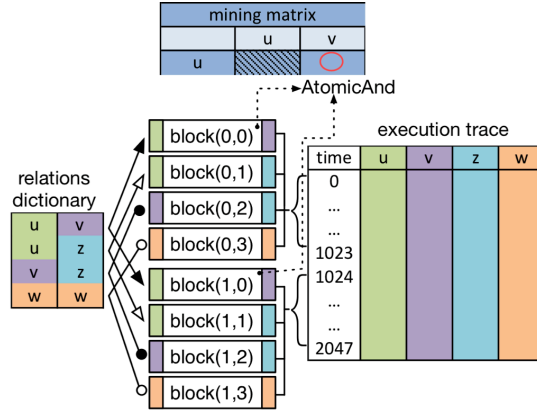 mining matrix
u v
u
AtomicAnd
execution trace
time u v z w
0
...
...
1023
1024
...
...
2047
block(0,0)
block(0,1)
block(0,2)
block(0,3)
block(1,0)
block(1,1)
block(1,2)
block(1,3)
relations
dictionary
u v
u z
v z
w w